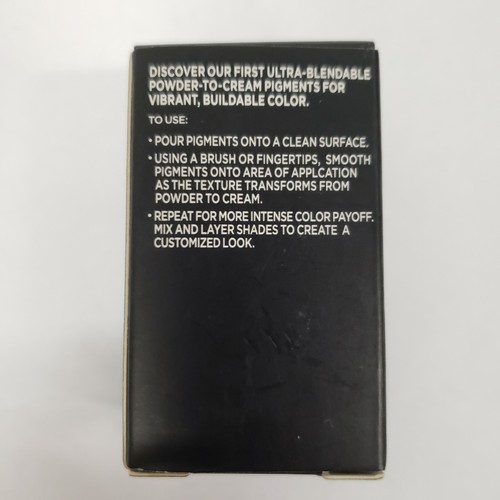 DISCOVER OUR FIRST ULTRA-BLENDABLE
POWDER-TO-CREAM PIGMENTS FOR
VIBRANT, BUILDABLE COLOR.
TO USE:
• POUR PIGMENTS ONTO A CLEAN SURFACE.
• USING A BRUSH OR FINGERTIPS, SMOOTH
PIGMENTS ONTO AREA OF APPLCATION
AS THE TEXTURE TRANSFORMS FROM
POWDER TO CREAM.
• REPEAT FOR MORE INTENSE COLOR PAYOFF.
MIX AND LAYER SHADES TO CREATE A
CUSTOMIZED LOOK.